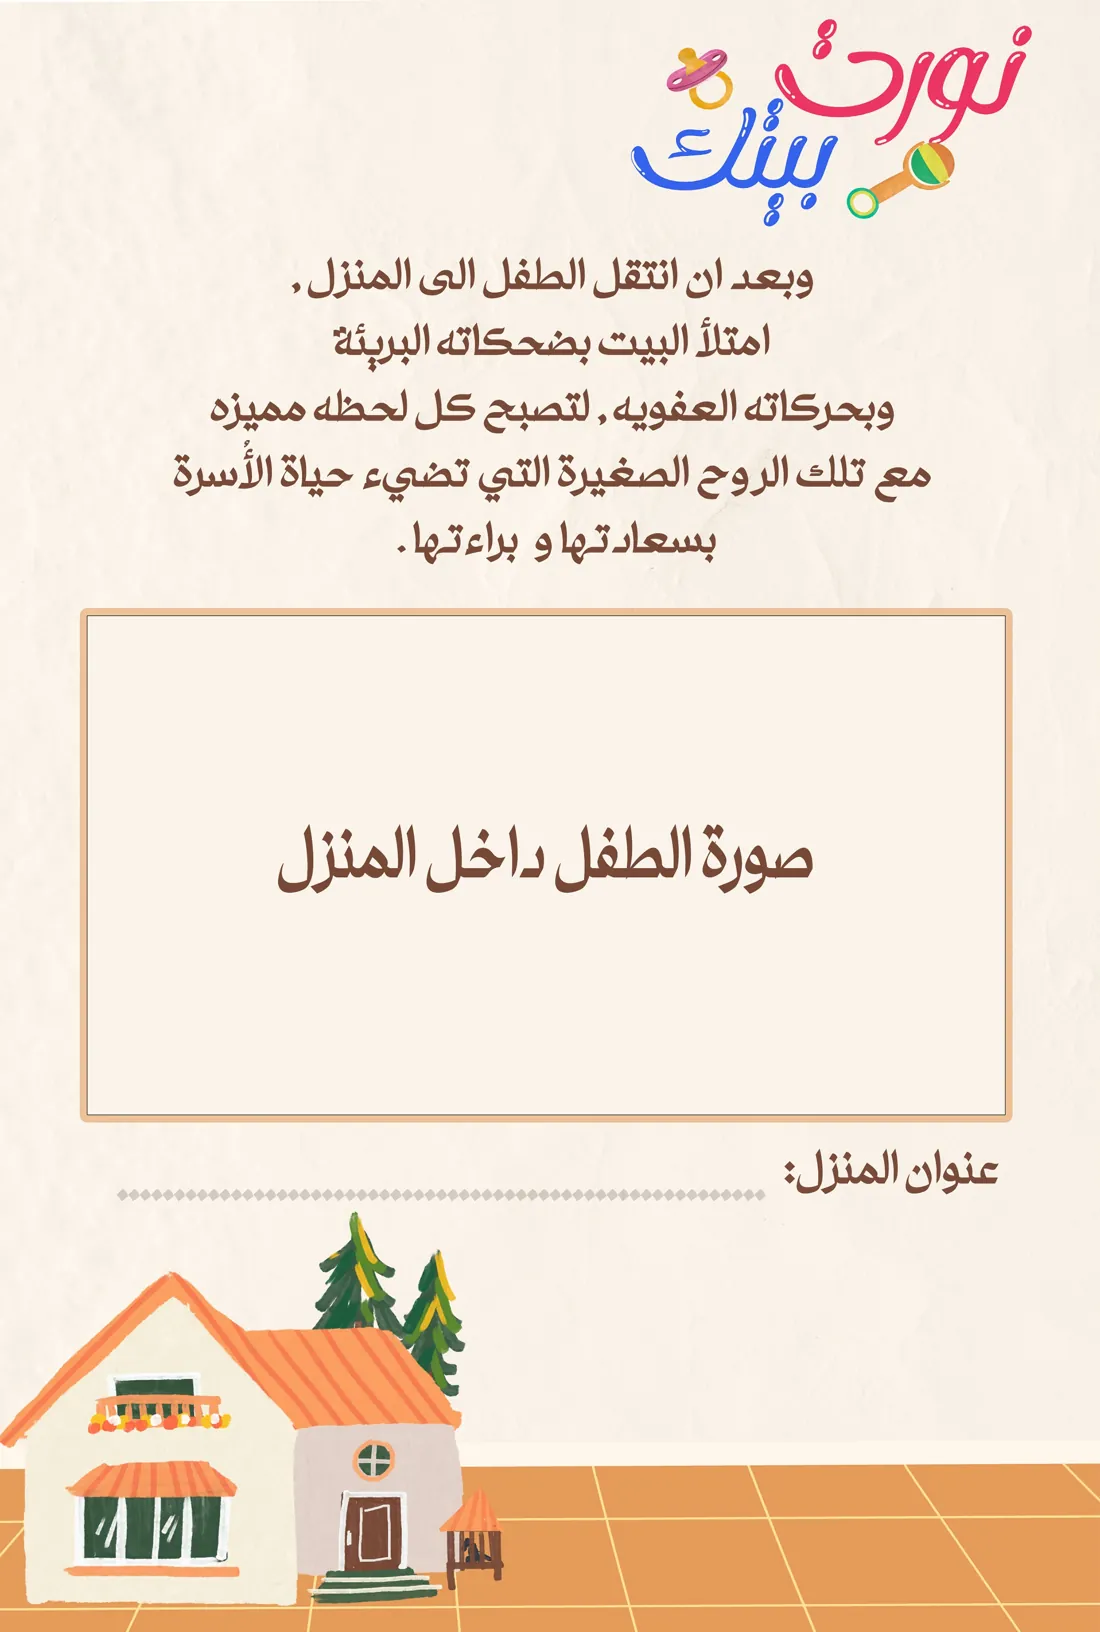 نورت
بيتك
وبعد ان انتقل الطفل الى المنزل ,
امتلأ البيت بضحكاته البريئة
وبحركاته العفويه , لتصبح كل لحظه مميزه
مع تلك الروح الصغيرة التي تضيء حياة الأُسرة
بسعادتها و براءتها .
صورة الطفل داخل المنزل
عنوان المنزل: